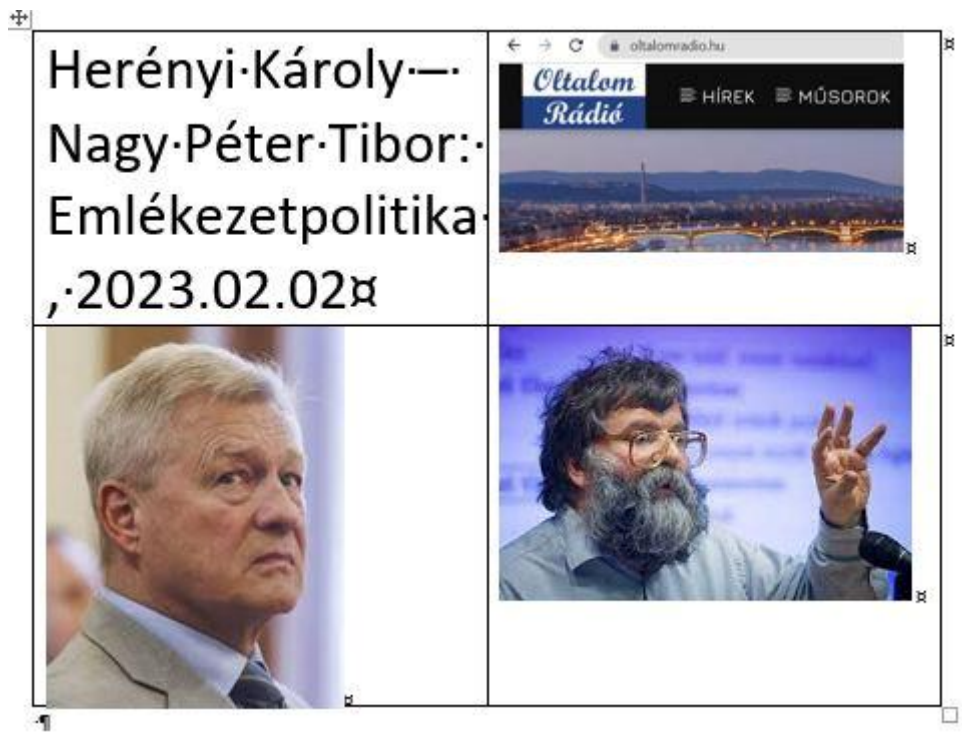 Herényi Károly –
Nagy Péter Tibor:
Emlékezetpolitika
, 2023.02.02
oltalomradio.hu
Oltalom
Rádió
HÍREK MŰSOROK